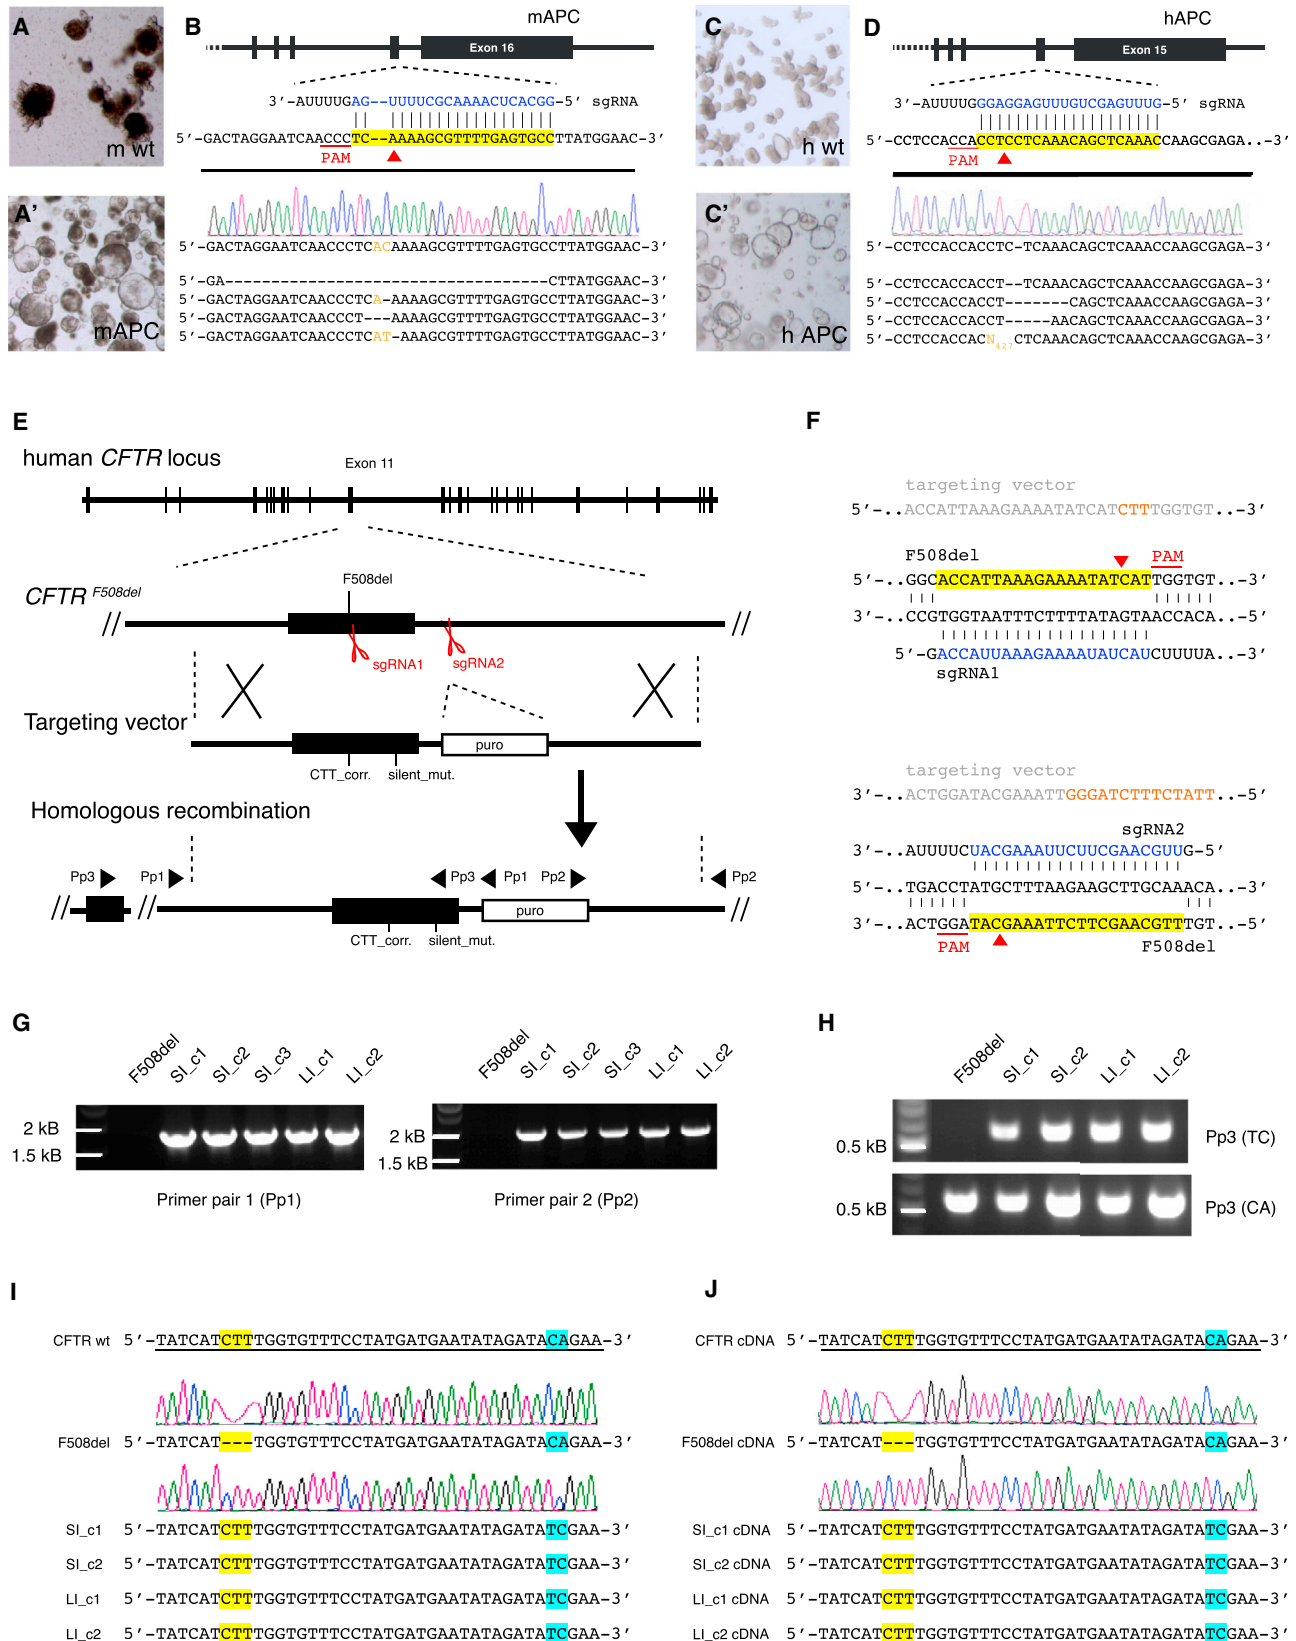 A
m wt
A'
mAPC
B
mAPC
Exon 16
3′-AUUUUGAG--UUUUCGCAAAACUCACGG-5′ sgRNA
5′-GACTAGGAATCAACCCTC--AAAAGCGTTTTGAGTGCCTTATGGAAC-3′
PAM
5′-GACTAGGAATCAACCCTCACAAAAGCGTTTTGAGTGCCTTATGGAAC-3′
5′-GA--------------------------------CTTATGGAAC-3′
5′-GACTAGGAATCAACCCTCA-AAAAGCGTTTTGAGTGCCTTATGGAAC-3′
5′-GACTAGGAATCAACCCT---AAAAGCGTTTTGAGTGCCTTATGGAAC-3′
5′-GACTAGGAATCAACCCTCAT-AAAGCGTTTTGAGTGCCTTATGGAAC-3′
C
h wt
C'
h APC
D
hAPC
Exon 15
3′-AUUUUGGGAGGAGUUUGUCGAGUUUG-5′ sgRNA
5′-CCTCCACCACCTCCTCAAACAGCTCAAACCAAGCGAGA..-3′
PAM
5′-CCTCCACCACCTC-TCAAACAGCTCAAACCAAGCGAGA-3′
5′-CCTCCACCACCT--TCAAACAGCTCAAACCAAGCGAGA-3′
5′-CCTCCACCACCT-------CAGCTCAAACCAAGCGAGA-3′
5′-CCTCCACCACCT-----AACAGCTCAAACCAAGCGAGA-3′
5′-CCTCCACCACN427CTCAAACAGCTCAAACCAAGCGAGA-3′
E
human CFTR locus
Exon 11
F508del
CFTR F508del
sgRNA1
sgRNA2
Targeting vector
puro
CTT_corr.
silent_mut.
Homologous recombination
Pp3
Pp1
Pp3
Pp1
Pp2
Pp2
puro
CTT_corr.
silent_mut.
F
targeting vector
5′-..ACCATTAAAGAAAATATCATCTTTGGTGT..-3′
F508del
PAM
5′-..GGCACCATTAAAGAAAATATCATTGGTGT..-3′
3′-..CCGTGGTAATTTCTTTTATAGTAACCACA..-5′
5′-GACCAUUAAAGAAAAUAUCAUCUUUUA..-3′
sgRNA1
targeting vector
3′-..ACTGGATACGAAATTGGGATCTTTCTATT..-5′
sgRNA2
3′-..AUUUUCUACGAAAUUCUUCGAACGUUG-5′
5′-..TGACCTATGCTTTAAGAAGCTTGCAAACA..-3′
3′-..ACTGGATACGAAATTCTTCGAACGTTTGT..-5′
PAM
F508del
G
F508del
SI_c1
SI_c2
SI_c3
LI_c1
LI_c2
2 kB
1.5 kB
Primer pair 1 (Pp1)
F508del
SI_c1
SI_c2
SI_c3
LI_c1
LI_c2
2 kB
1.5 kB
Primer pair 2 (Pp2)
H
F508del
SI_c1
SI_c2
LI_c1
LI_c2
0.5 kB
Pp3 (TC)
0.5 kB
Pp3 (CA)
I
CFTR wt 5′-TATCATCTTTGGTGTTTCCTATGATGAATATAGATACAGAA-3′
F508del 5′-TATCAT---TGGTGTTTCCTATGATGAATATAGATACAGAA-3′
SI_c1 5′-TATCATCTTTGGTGTTTCCTATGATGAATATAGATATCGAA-3′
SI_c2 5′-TATCATCTTTGGTGTTTCCTATGATGAATATAGATATCGAA-3′
LI_c1 5′-TATCATCTTTGGTGTTTCCTATGATGAATATAGATATCGAA-3′
LI_c2 5′-TATCATCTTTGGTGTTTCCTATGATGAATATAGATATCGAA-3′
J
CFTR cDNA 5′-TATCATCTTTGGTGTTTCCTATGATGAATATAGATACAGAA-3′
F508del cDNA 5′-TATCAT---TGGTGTTTCCTATGATGAATATAGATACAGAA-3′
SI_c1 cDNA 5′-TATCATCTTTGGTGTTTCCTATGATGAATATAGATATCGAA-3′
SI_c2 cDNA 5′-TATCATCTTTGGTGTTTCCTATGATGAATATAGATATCGAA-3′
LI_c1 cDNA 5′-TATCATCTTTGGTGTTTCCTATGATGAATATAGATATCGAA-3′
LI_c2 cDNA 5′-TATCATCTTTGGTGTTTCCTATGATGAATATAGATATCGAA-3′